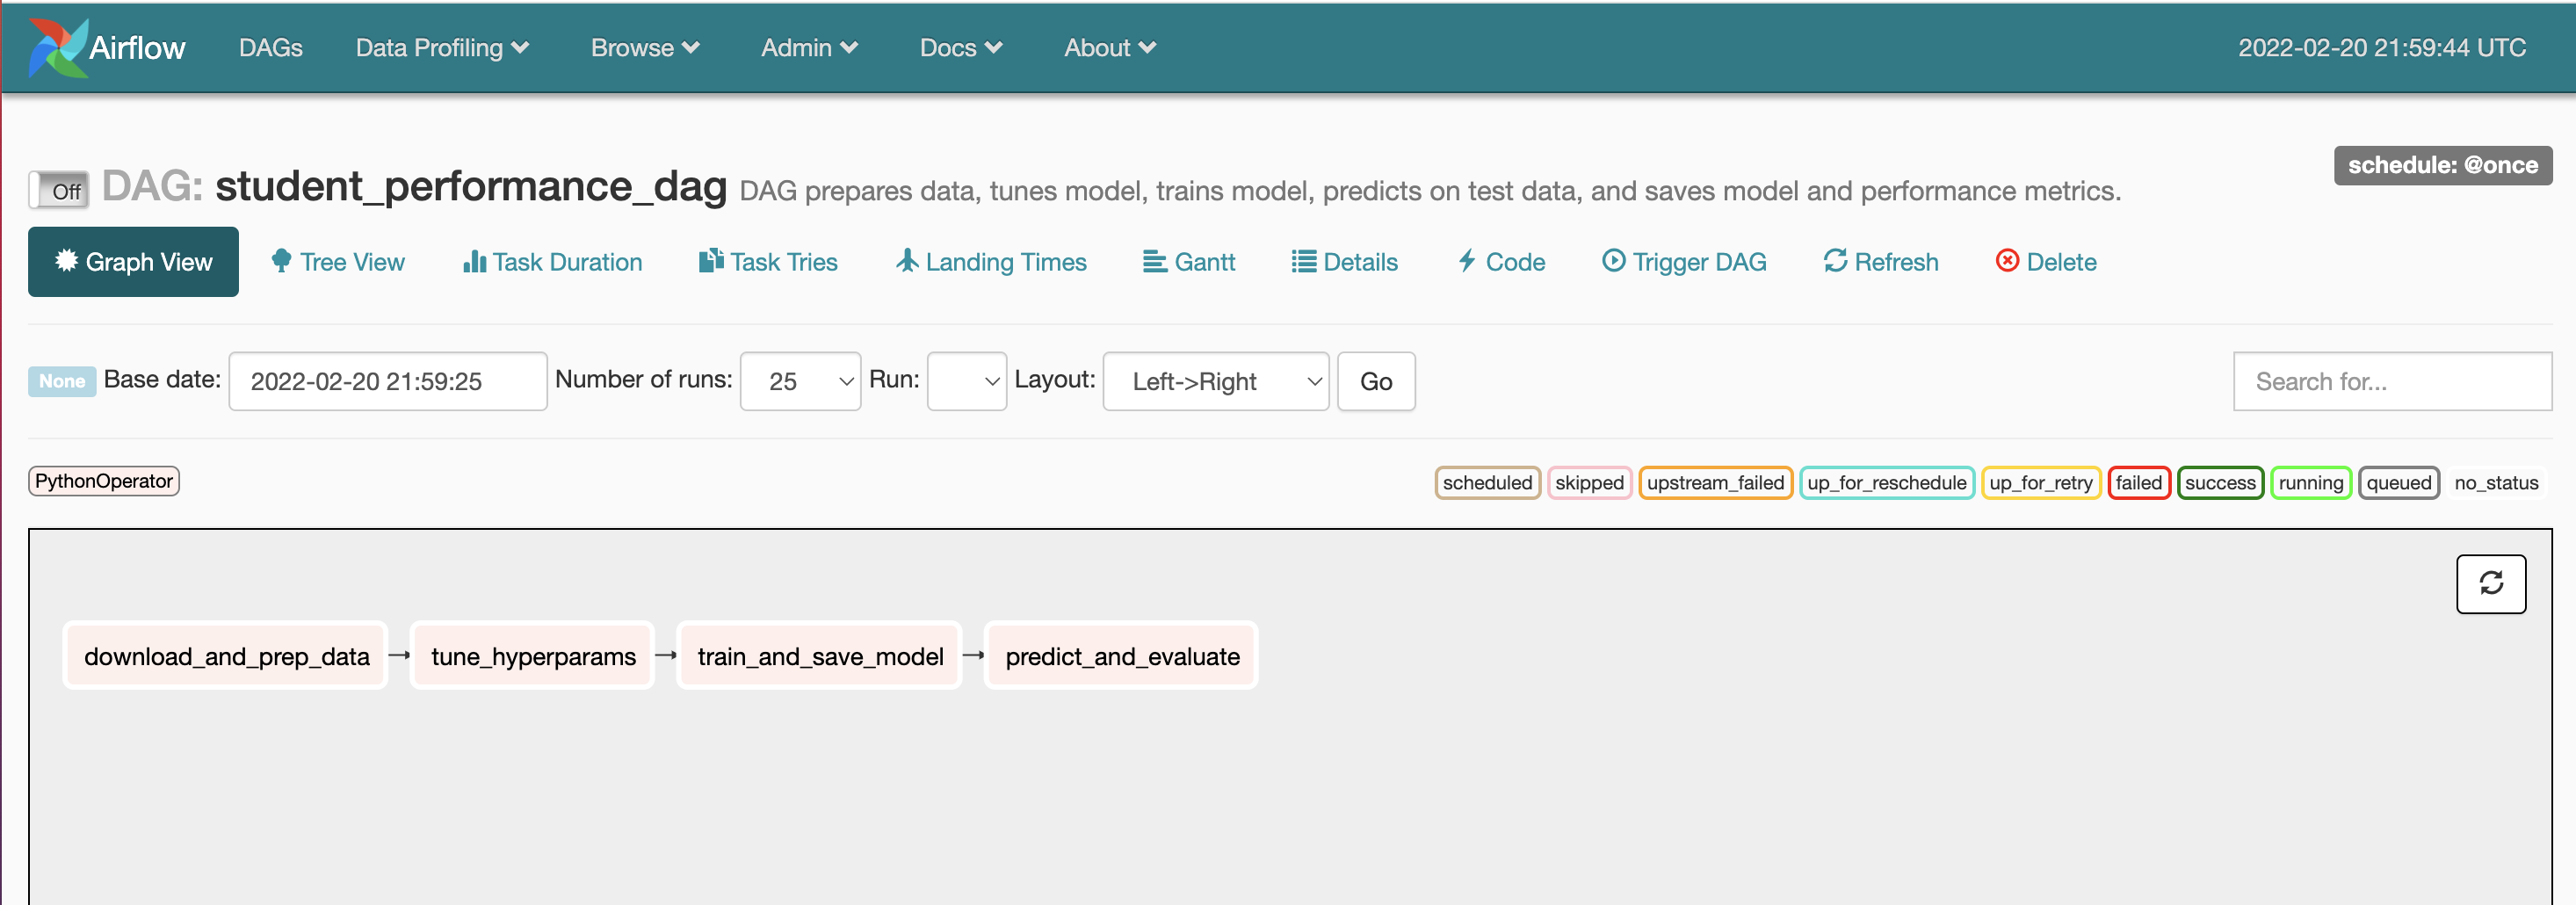 Airflow DAGs Data Profiling Browse Admin Docs About 2022-02-20 21:59:44 UTC
schedule: @once
Off DAG: student_performance_dag DAG prepares data, tunes model, trains model, predicts on test data, and saves model and performance metrics.
Graph View Tree View Task Duration Task Tries Landing Times Gantt Details Code Trigger DAG Refresh Delete
None Base date: 2022-02-20 21:59:25 Number of runs: 25 Run: Layout: Left->Right Go Search for...
PythonOperator scheduled skipped upstream_failed up_for_reschedule up_for_retry failed success running queued no_status
download_and_prep_data tune_hyperparams train_and_save_model predict_and_evaluate